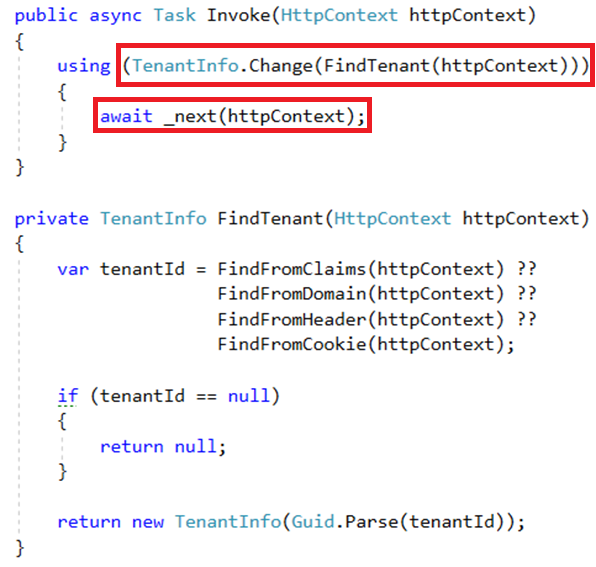 public async Task Invoke(HttpContext httpContext)
{
    using (TenantInfo.Change(FindTenant(httpContext)))
    {
        await _next(httpContext);
    }
}

private TenantInfo FindTenant(HttpContext httpContext)
{
    var tenantId = FindFromClaims(httpContext) ??
                   FindFromDomain(httpContext) ??
                   FindFromHeader(httpContext) ??
                   FindFromCookie(httpContext);

    if (tenantId == null)
    {
        return null;
    }

    return new TenantInfo(Guid.Parse(tenantId));
}